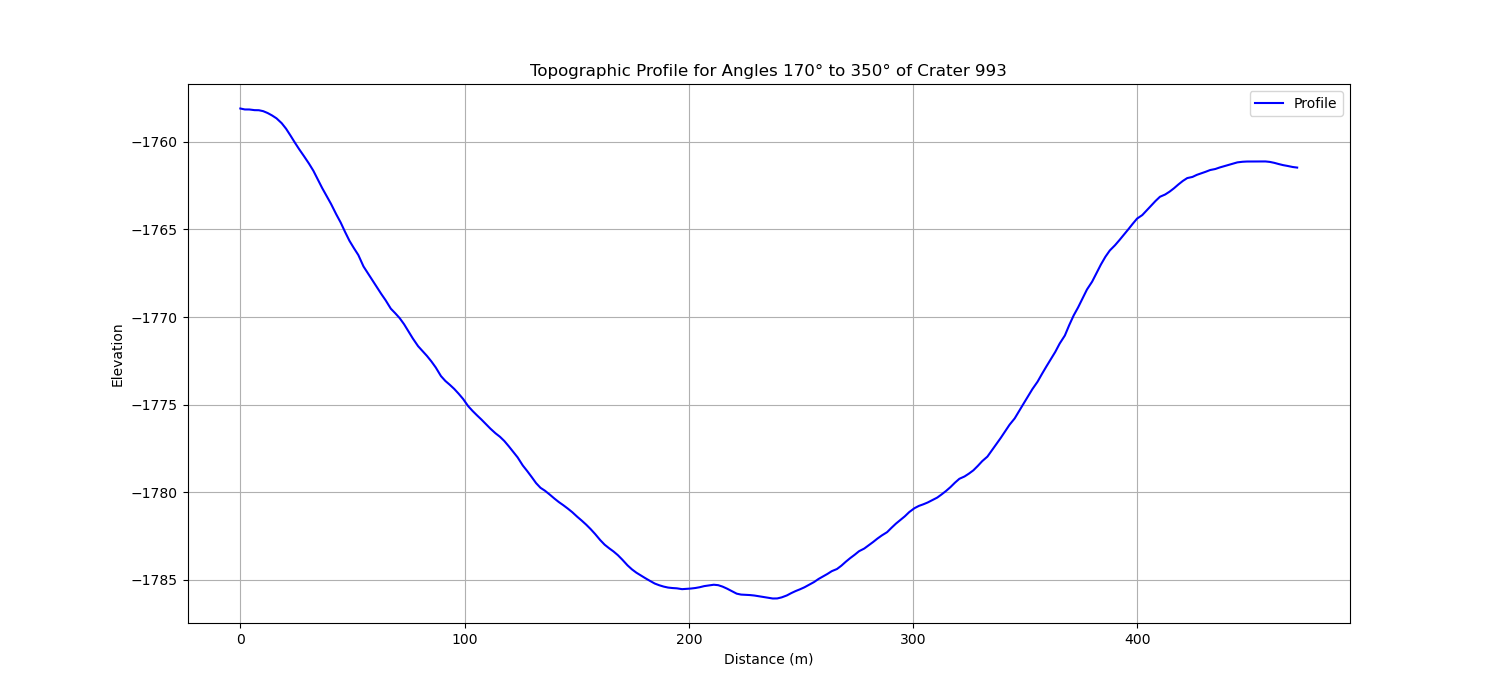 Topographic Profile for Angles 170° to 350° of Crater 993
Profile
Elevation
−1760
−1765
−1770
−1775
−1780
−1785
0 100 200 300 400
Distance (m)